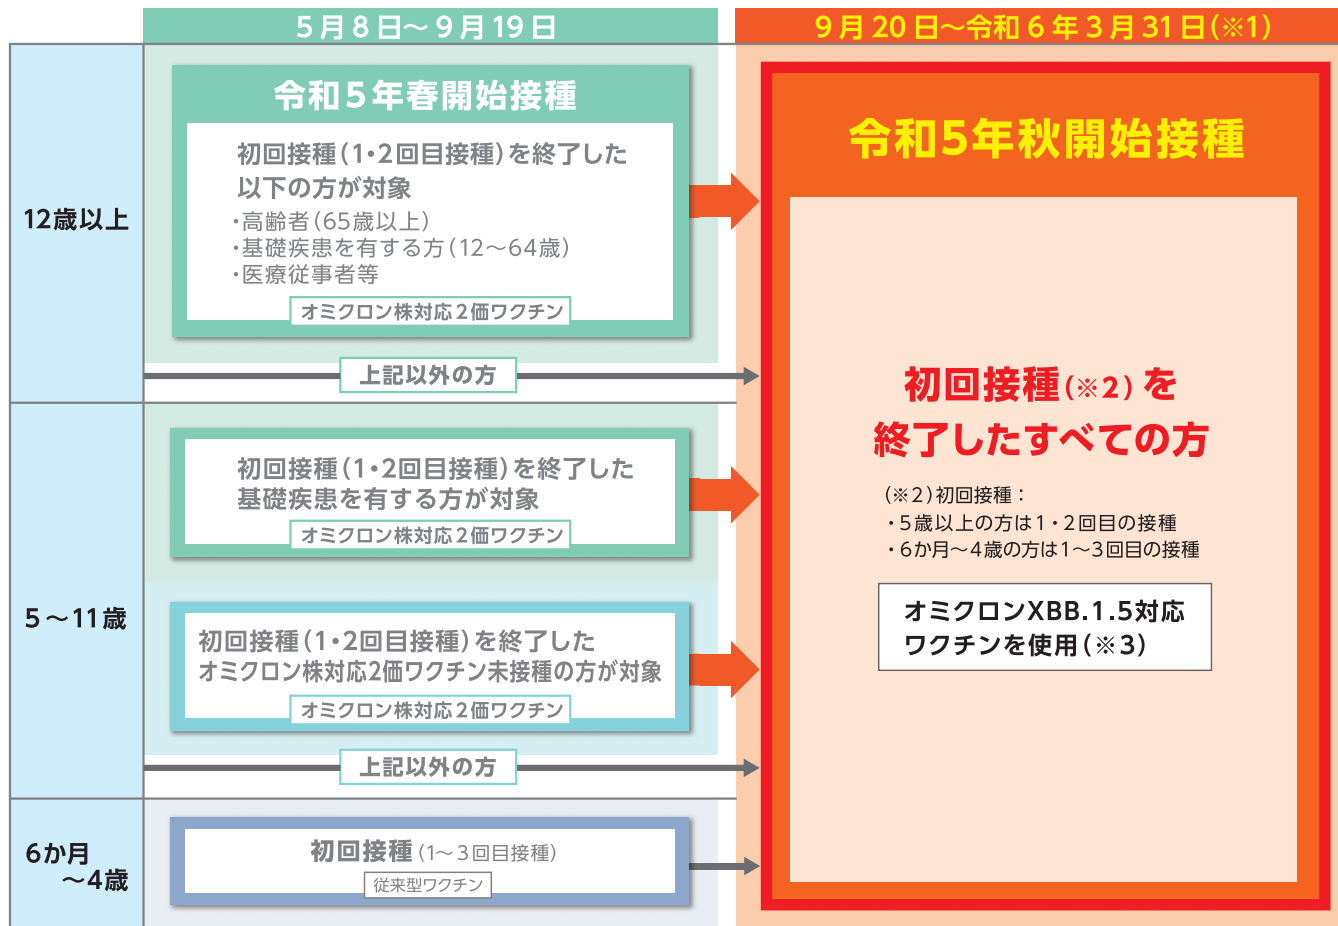 5月8日～9月19日
9月20日～令和6年3月31日(※1)
12歳以上
令和5年春開始接種
初回接種(1・2回目接種)を終了した
以下の方が対象
・高齢者(65歳以上)
・基礎疾患を有する方(12～64歳)
・医療従事者等
オミクロン株対応2価ワクチン
上記以外の方
5～11歳
初回接種(1・2回目接種)を終了した
基礎疾患を有する方が対象
オミクロン株対応2価ワクチン
初回接種(1・2回目接種)を終了した
オミクロン株対応2価ワクチン未接種の方が対象
オミクロン株対応2価ワクチン
上記以外の方
6か月
～4歳
初回接種(1～3回目接種)
従来型ワクチン
令和5年秋開始接種
初回接種(※2)を
終了したすべての方
(※2)初回接種：
・5歳以上の方は1・2回目の接種
・6か月～4歳の方は1～3回目の接種
オミクロンXBB.1.5対応
ワクチンを使用(※3)